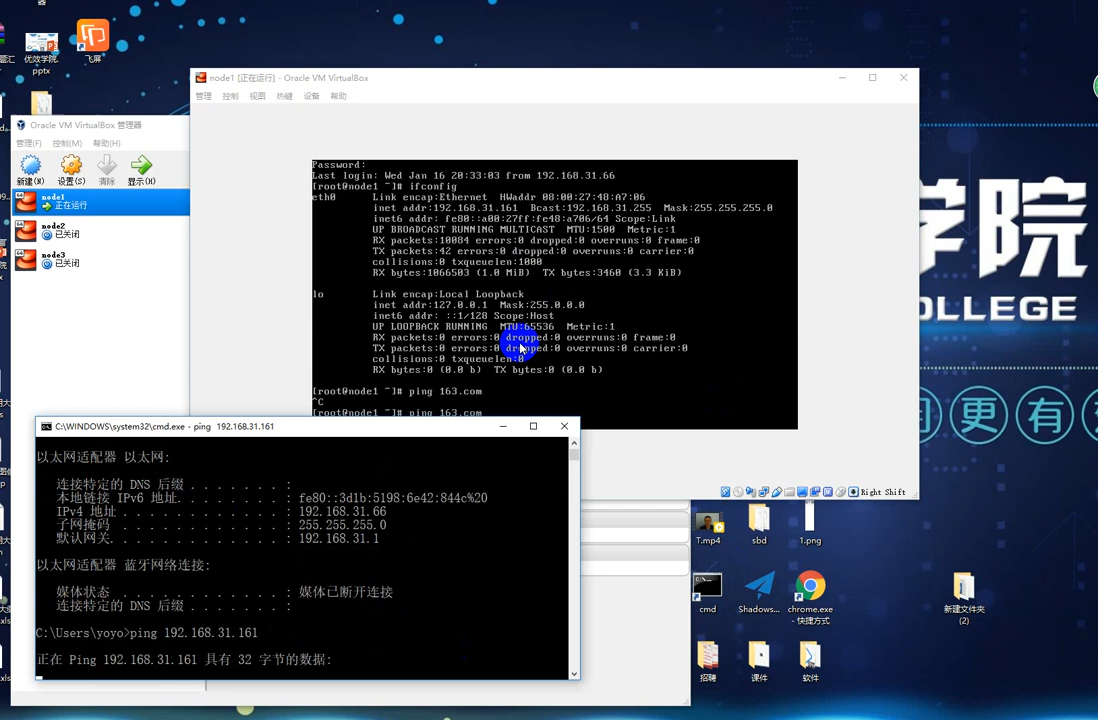 器
优效学院.
pptx
飞屏
node1 [正在运行] - Oracle VM VirtualBox
管理 控制 视图 热键 设备 帮助
Oracle VM VirtualBox 管理器
管理(F) 控制(M) 帮助(H)
新建(N) 设置(S) 清除 显示(H)
node1
正在运行
node2
已关闭
node3
已关闭
Password:
Last login: Wed Jan 16 20:33:03 from 192.168.31.66
[root@node1 ~]# ifconfig
eth0 Link encap:Ethernet HWaddr 08:00:27:48:A7:06
inet addr:192.168.31.161 Bcast:192.168.31.255 Mask:255.255.255.0
inet6 addr: fe80::a00:27ff:fe48:a706/64 Scope:Link
UP BROADCAST RUNNING MULTICAST MTU:1500 Metric:1
RX packets:10084 errors:0 dropped:0 overruns:0 frame:0
TX packets:42 errors:0 dropped:0 overruns:0 carrier:0
collisions:0 txqueuelen:1000
RX bytes:1066503 (1.0 MiB) TX bytes:3460 (3.3 KiB)
lo Link encap:Local Loopback
inet addr:127.0.0.1 Mask:255.0.0.0
inet6 addr: ::1/128 Scope:Host
UP LOOPBACK RUNNING MTU:65536 Metric:1
RX packets:0 errors:0 dropped:0 overruns:0 frame:0
TX packets:0 errors:0 dropped:0 overruns:0 carrier:0
collisions:0 txqueuelen:0
RX bytes:0 (0.0 b) TX bytes:0 (0.0 b)
[root@node1 ~]# ping 163.com
^C
[root@node1 ~]# ping 163.com
Right Shift
C:\WINDOWS\system32\cmd.exe - ping 192.168.31.161
以太网适配器 以太网:
连接特定的 DNS 后缀 . . . . . . . :
本地链接 IPv6 地址. . . . . . . . : fe80::3d1b:5198:6e42:844c%20
IPv4 地址 . . . . . . . . . . . . : 192.168.31.66
子网掩码 . . . . . . . . . . . . : 255.255.255.0
默认网关. . . . . . . . . . . . . : 192.168.31.1
以太网适配器 蓝牙网络连接:
媒体状态 . . . . . . . . . . . . : 媒体已断开连接
连接特定的 DNS 后缀 . . . . . . . :
C:\Users\yoyo>ping 192.168.31.161
正在 Ping 192.168.31.161 具有 32 字节的数据:
学院
COLLEGE
更 有
T.mp4 sbd 1.png
cmd Shadows... chrome.exe
- 快捷方式
新建文件夹
(2)
招聘 课件 软件